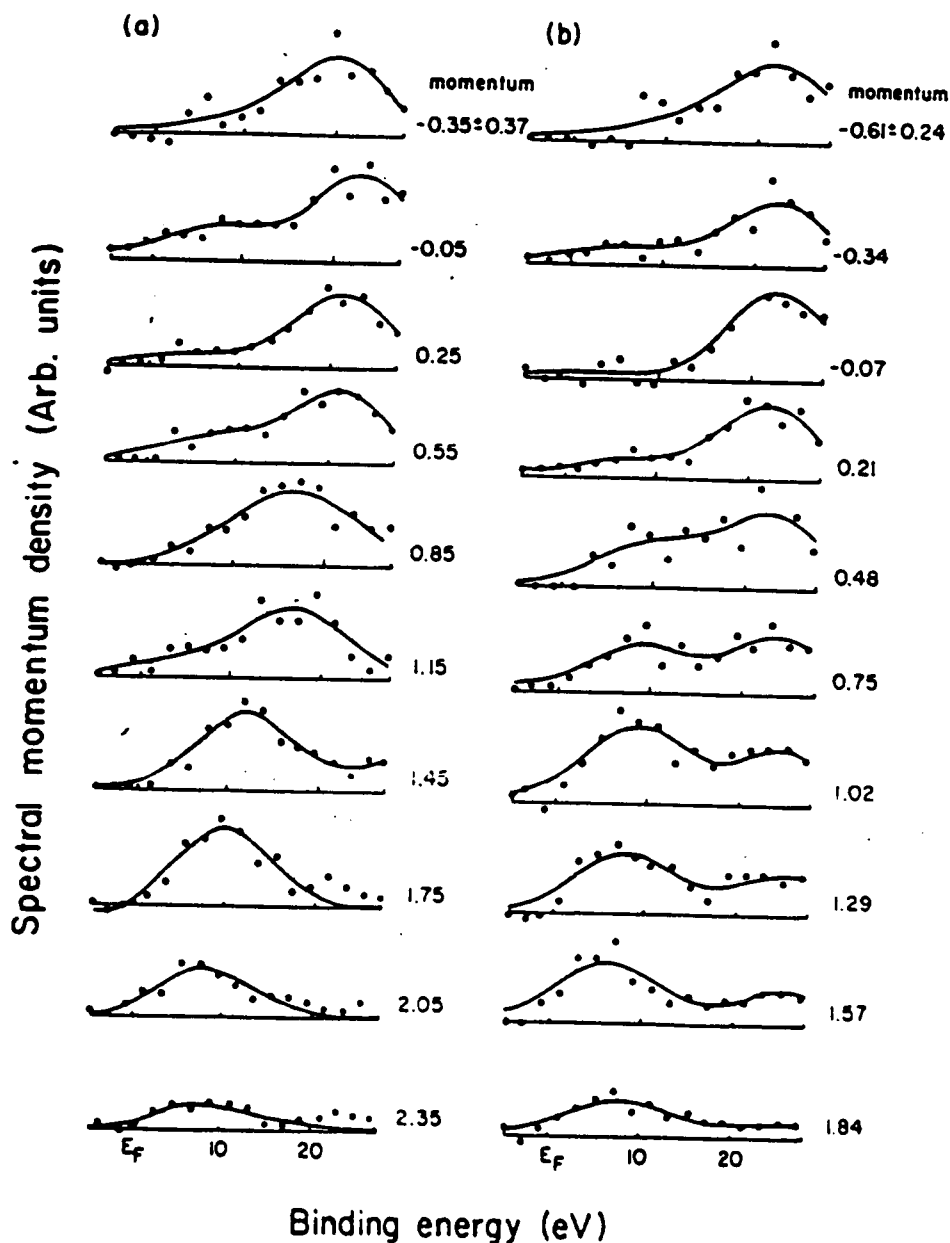 (a)
(b)
momentum
momentum
-0.35±0.37
-0.61±0.24
-0.05
-0.34
0.25
-0.07
0.55
0.21
0.85
0.48
1.15
0.75
1.45
1.02
1.75
1.29
2.05
1.57
2.35
1.84
E_F 10 20
E_F 10 20
Spectral momentum density (Arb. units)
Binding energy (eV)